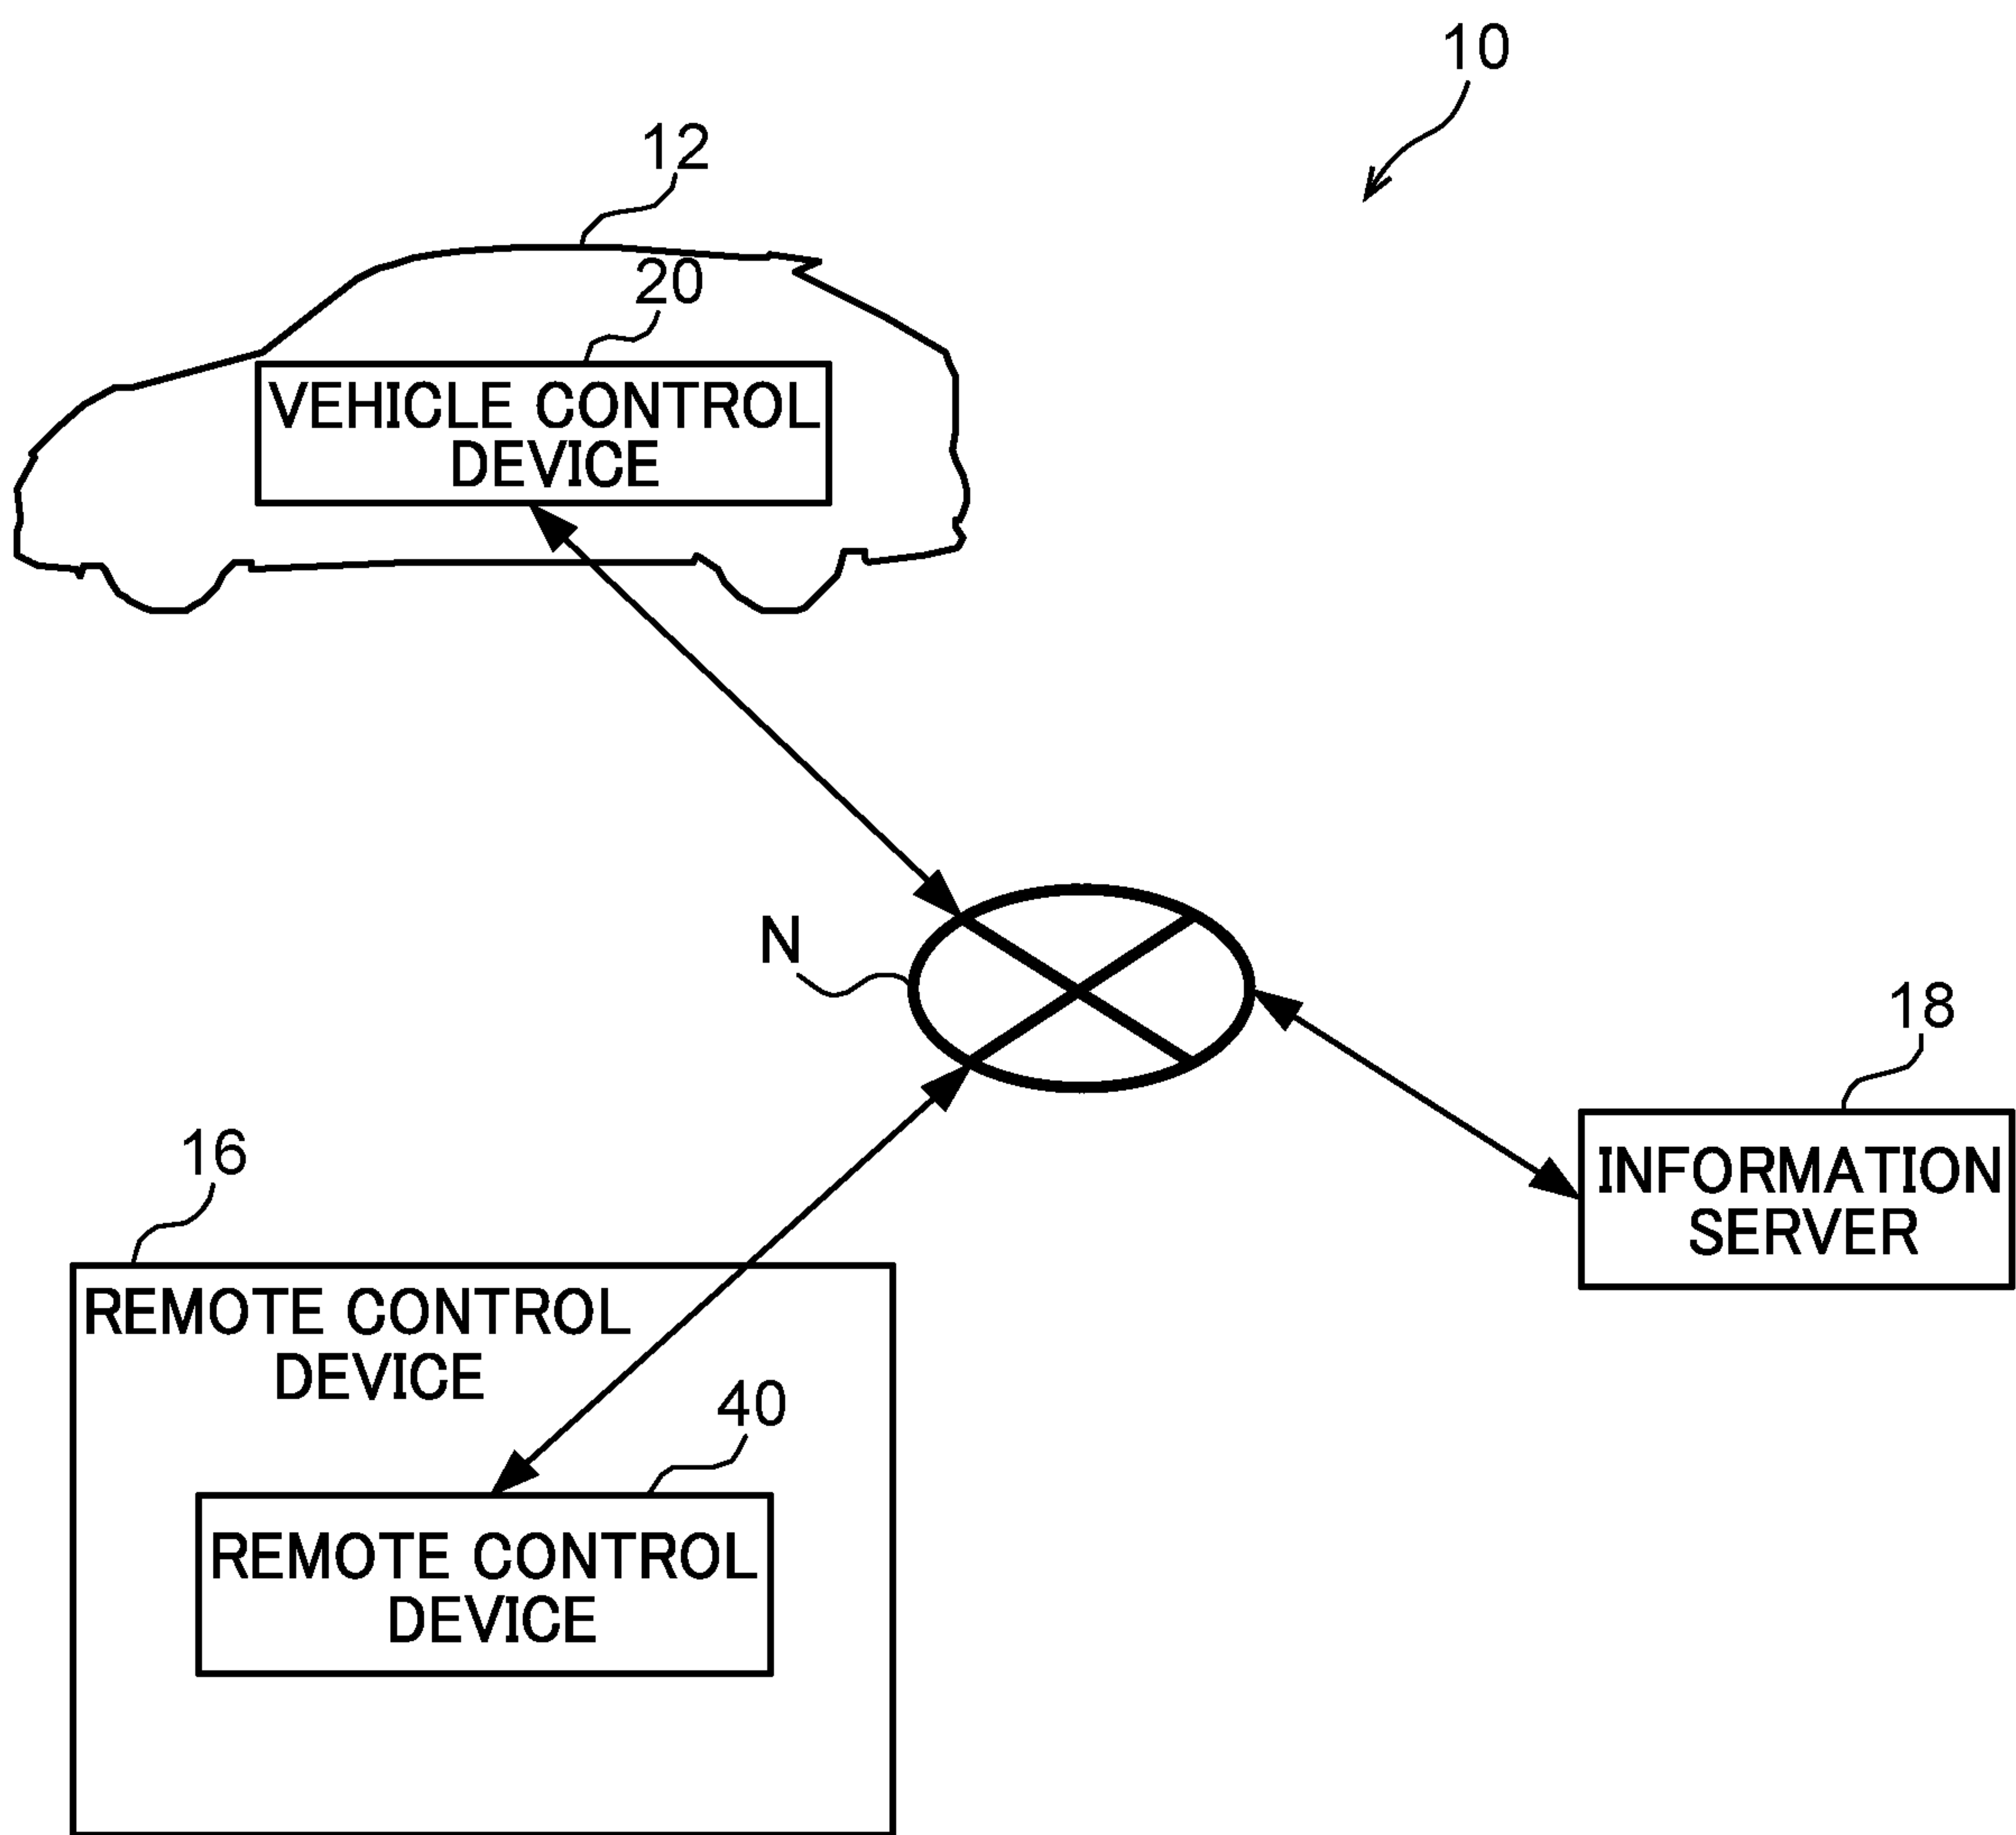 10
12
20
VEHICLE CONTROL
DEVICE
N
18
INFORMATION
SERVER
16
REMOTE CONTROL
DEVICE
40
REMOTE CONTROL
DEVICE